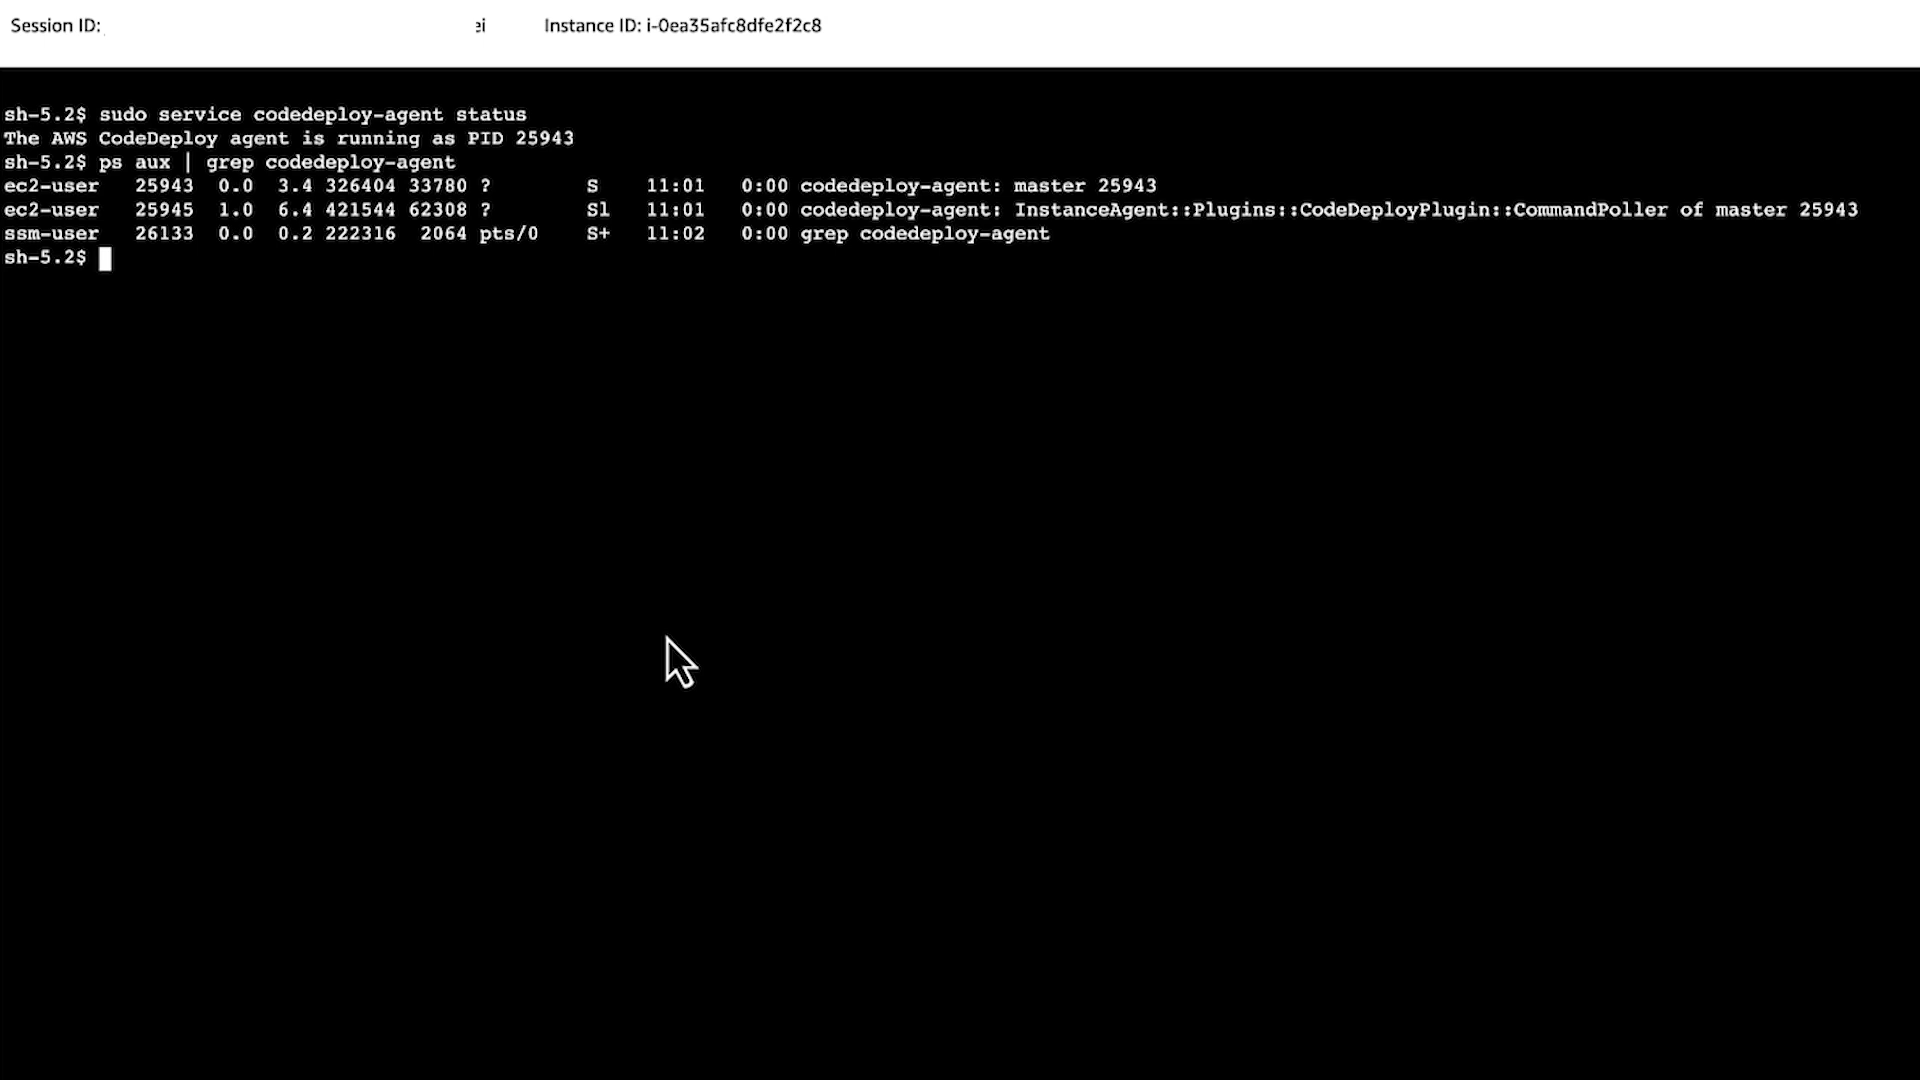 Session ID: ei Instance ID: i-0ea35afc8dfe2f2c8
sh-5.2$ sudo service codedeploy-agent status
The AWS CodeDeploy agent is running as PID 25943
sh-5.2$ ps aux | grep codedeploy-agent
ec2-user 25943 0.0 3.4 326404 33780 ? S 11:01 0:00 codedeploy-agent: master 25943
ec2-user 25945 1.0 6.4 421544 62308 ? Sl 11:01 0:00 codedeploy-agent: InstanceAgent::Plugins::CodeDeployPlugin::CommandPoller of master 25943
ssm-user 26133 0.0 0.2 222316 2064 pts/0 S+ 11:02 0:00 grep codedeploy-agent
sh-5.2$